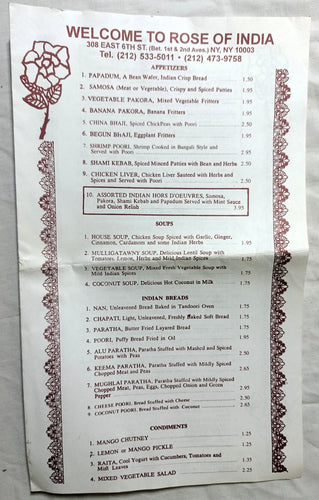 WELCOME TO ROSE OF INDIA
308 EAST 6TH ST. (Bet. 1st & 2nd Aves.) NY, NY 10003
Tel. (212) 533-5011 • (212) 473-9758
APPETIZERS
1. PAPADUM, A Bean Wafer, Indian Crisp Bread 1.50
2. SAMOSA (Meat or Vegetable), Crispy and Spiced Patties 1.95
3. VEGETABLE PAKORA, Mixed Vegetable Fritters 1.95
4. BANANA PAKORA, Banana Fritters 1.95
5. CHINA BHAJI, Spiced ChickPeas with Poori 2.50
6. BEGUN BHAJI, Eggplant Fritters 1.95
7. SHRIMP POORI, Shrimp Cooked in Bangali Style and
Served with Poori 2.95
8. SHAMI KEBAB, Spiced Minced Patties with Bean and Herbs 2.50
9. CHICKEN LIVER, Chicken Liver Sauteed with Herbs and
Spices and Served with Poori 2.50
10. ASSORTED INDIAN HORS D'OEUVRES, Somosa,
Pakora, Shami Kebab and Papadum Served with Mint Sauce
and Onion Relish 3.95
SOUPS
1. HOUSE SOUP, Chicken Soup Spiced with Garlic, Ginger,
Cinnamon, Cardamom and some Indian Herbs 1.95
2. MULLIGATAWNY SOUP, Delicious Lentil Soup with
Tomatoes, Lemon, Herbs and Mild Indian Spices 1.75
3. VEGETABLE SOUP, Mixed Fresh Vegetable Soup with
Mild Indian Spices 1.75
4. COCONUT SOUP, Delicious Hot Coconut in Milk 1.75
INDIAN BREADS
1. NAN, Unleavened Bread Baked in Tandoori Oven 1.75
2. CHAPATI, Light, Unleavened, Freshly Baked Soft Bread 1.50
3. PARATHA, Butter Fried Layered Bread 1.75
4. POORI, Puffy Bread Fried in Oil 1.95
5. ALU PARATHA, Paratha Stuffed with Mashed and Spiced
Potatoes with Peas 2.50
6. KEEMA PARATHA, Paratha Stuffed with Mildly Spiced
Chopped Meat and Peas 2.65
7. MUGHLAI PARATHA, Paratha Stuffed with Mildly Spiced
Chopped Meat, Peas, Eggs, Chopped Onion and Green
Pepper 2.95
8. CHEESE POORI, Bread Stuffed with Cheese 2.50
9. COCONUT POORI, Bread Stuffed with Coconut 2.65
CONDIMENTS
1. MANGO CHUTNEY 1.25
2. LEMON or MANGO PICKLE 1.25
3. RAITA, Cool Yogurt with Cucumbers, Tomatoes and
Mint Leaves 1.25
4. MIXED VEGETABLE SALAD 2.25